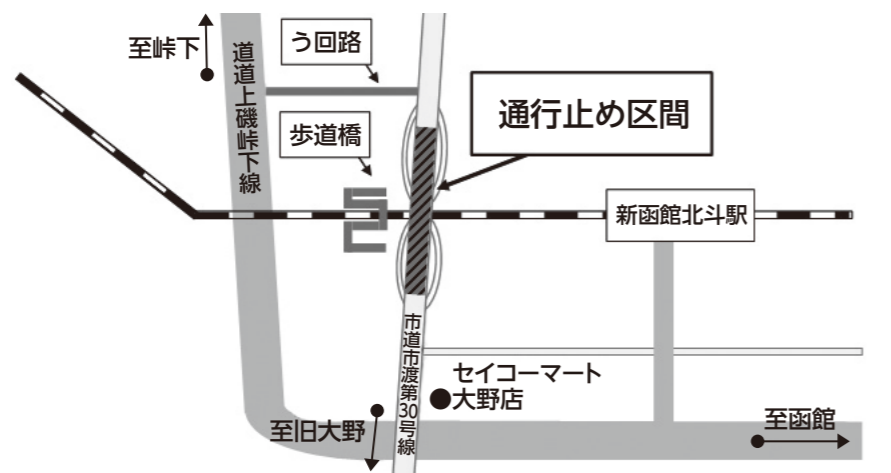 至峠下
道道上磯峠下線
う回路
歩道橋
通行止め区間
新函館北斗駅
市道市渡第30号線
セイコーマート
大野店
至旧大野
至函館